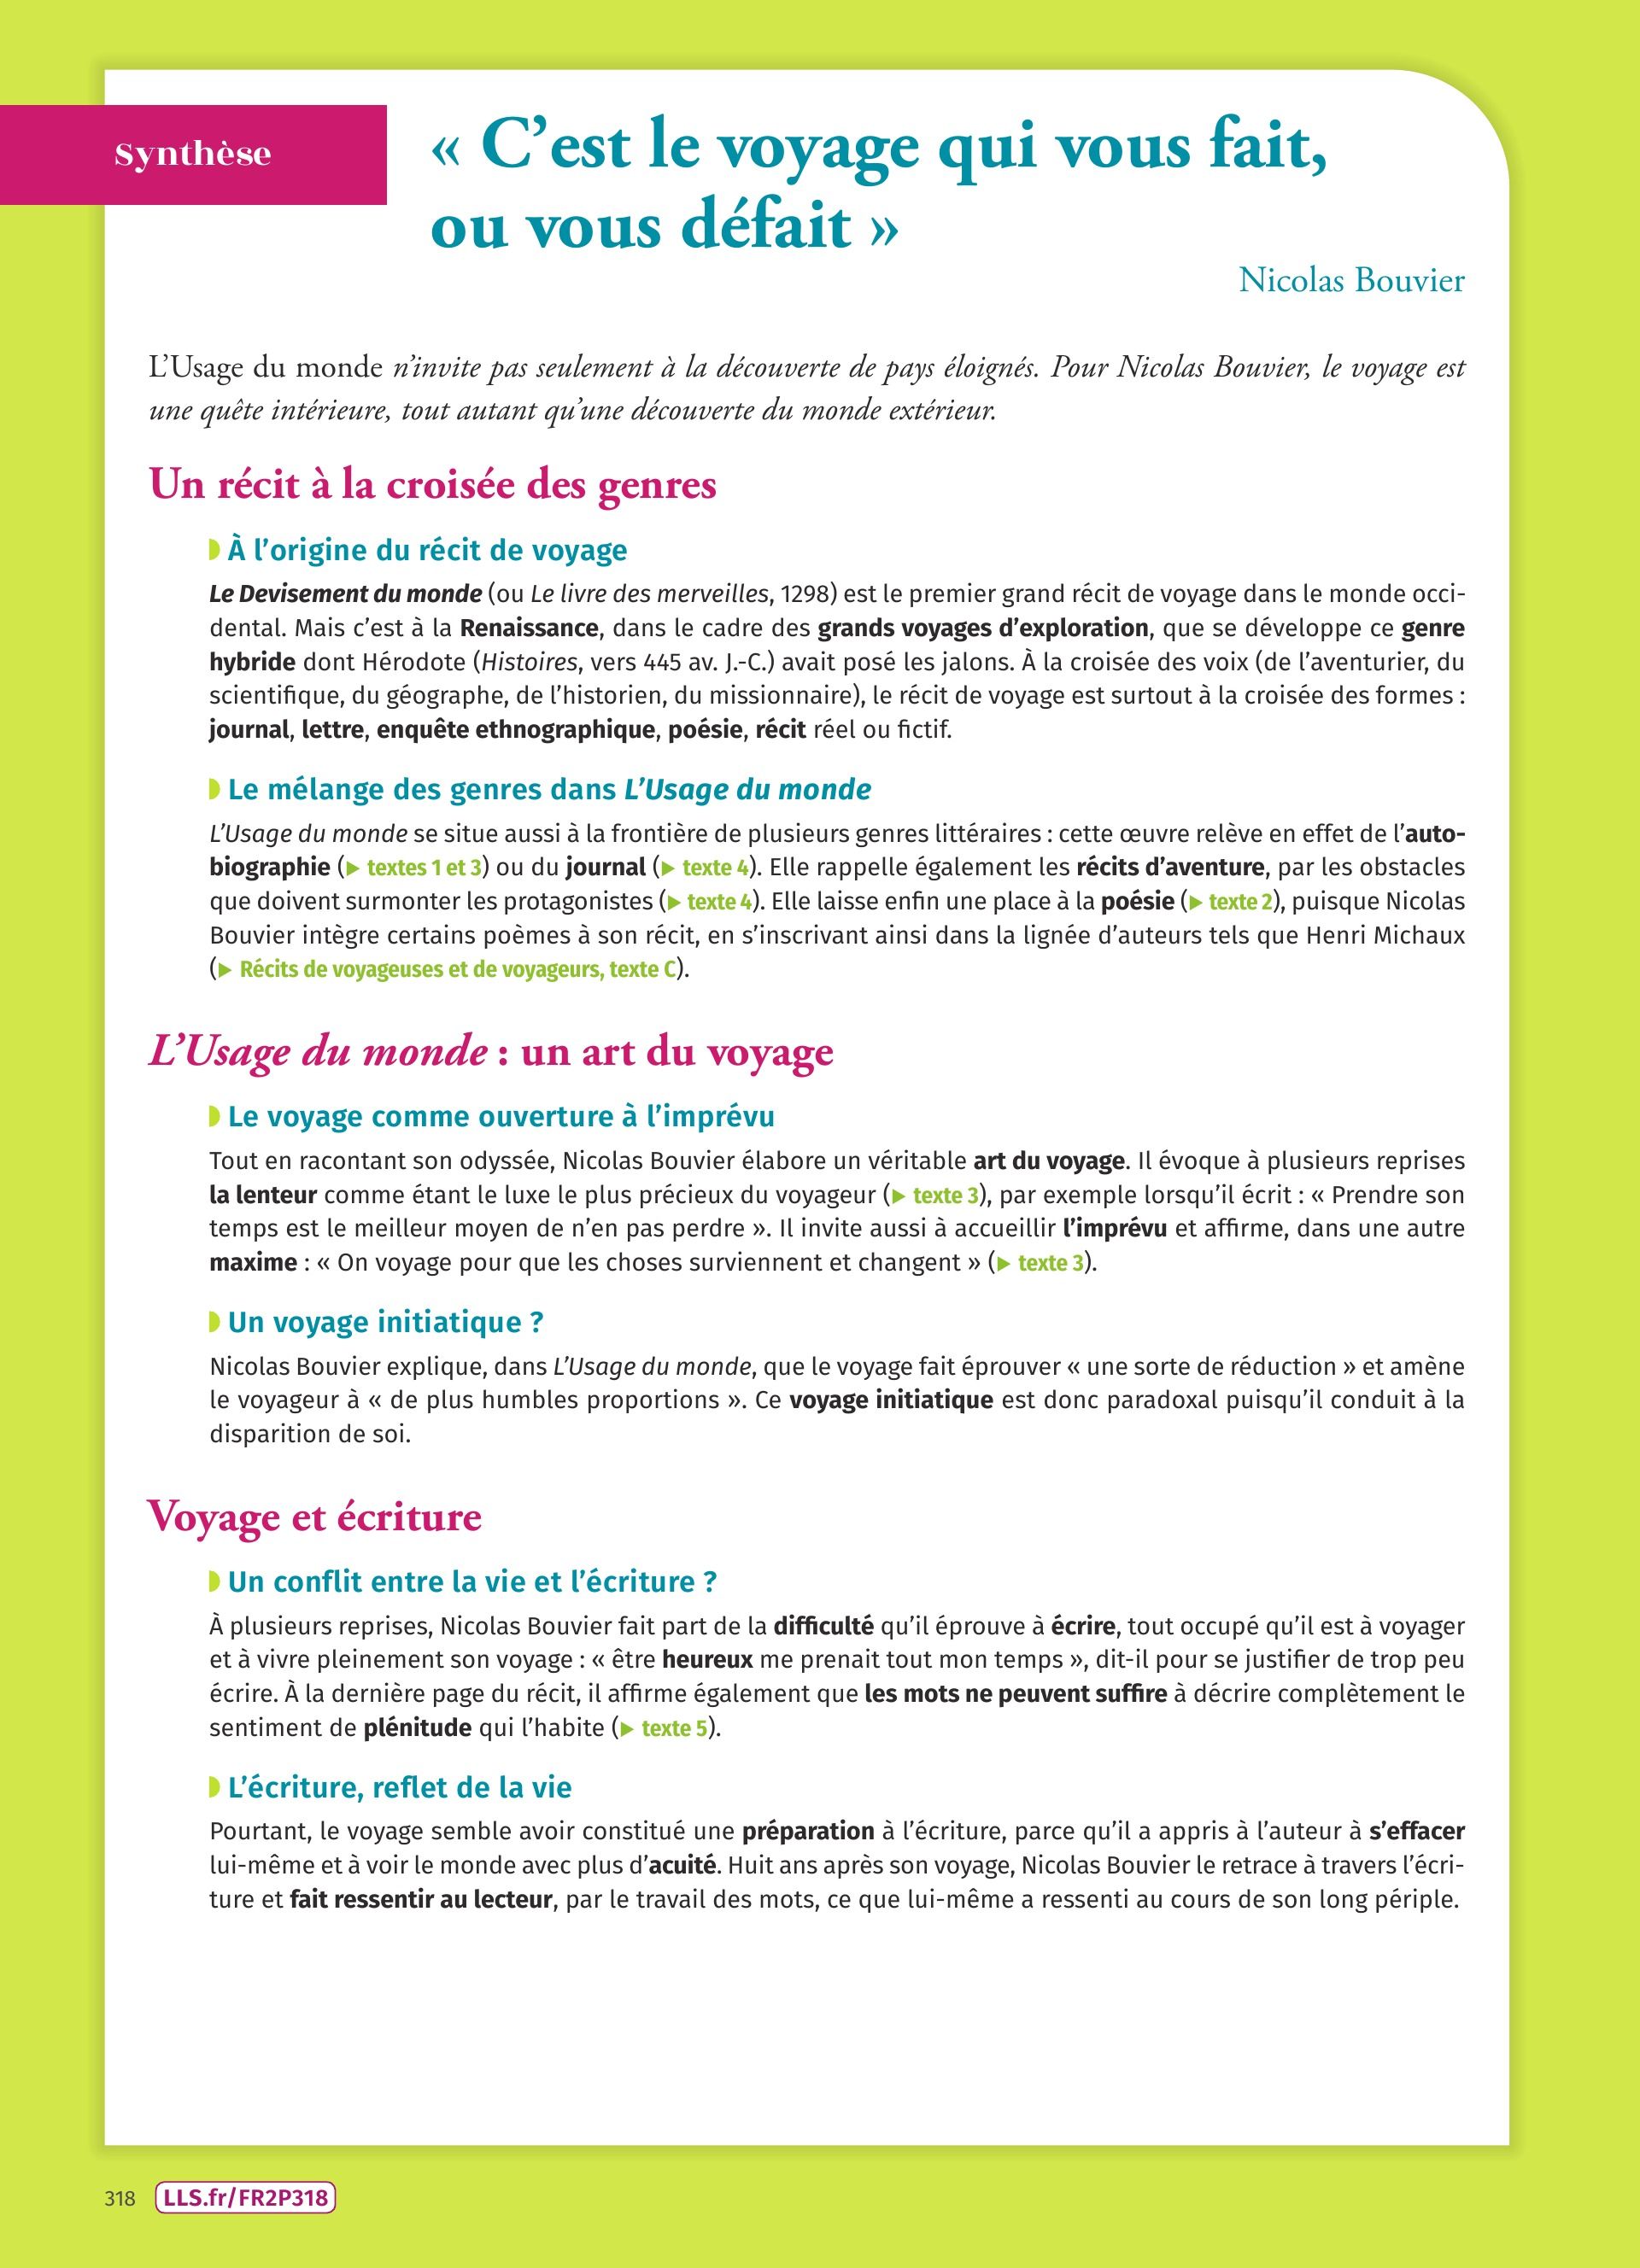 Synthèse
« C’est le voyage qui vous fait,
ou vous défait »
Nicolas Bouvier
L’Usage du monde n’invite pas seulement à la découverte de pays éloignés. Pour Nicolas Bouvier, le voyage est
une quête intérieure, tout autant qu’une découverte du monde extérieur.
Un récit à la croisée des genres
À l’origine du récit de voyage
Le Devisement du monde (ou Le livre des merveilles, 1298) est le premier grand récit de voyage dans le monde occi-
dental. Mais c’est à la Renaissance, dans le cadre des grands voyages d’exploration, que se développe ce genre
hybride dont Hérodote (Histoires, vers 445 av. J.-C.) avait posé les jalons. À la croisée des voix (de l’aventurier, du
scientifique, du géographe, de l’historien, du missionnaire), le récit de voyage est surtout à la croisée des formes :
journal, lettre, enquête ethnographique, poésie, récit réel ou fictif.
Le mélange des genres dans L’Usage du monde
L’Usage du monde se situe aussi à la frontière de plusieurs genres littéraires : cette œuvre relève en effet de l’auto-
biographie (▶ textes 1 et 3) ou du journal (▶ texte 4). Elle rappelle également les récits d’aventure, par les obstacles
que doivent surmonter les protagonistes (▶ texte 4). Elle laisse enfin une place à la poésie (▶ texte 2), puisque Nicolas
Bouvier intègre certains poèmes à son récit, en s’inscrivant ainsi dans la lignée d’auteurs tels que Henri Michaux
(▶ Récits de voyageuses et de voyageurs, texte C).
L’Usage du monde : un art du voyage
Le voyage comme ouverture à l’imprévu
Tout en racontant son odyssée, Nicolas Bouvier élabore un véritable art du voyage. Il évoque à plusieurs reprises
la lenteur comme étant le luxe le plus précieux du voyageur (▶ texte 3), par exemple lorsqu’il écrit : « Prendre son
temps est le meilleur moyen de n’en pas perdre ». Il invite aussi à accueillir l’imprévu et affirme, dans une autre
maxime : « On voyage pour que les choses surviennent et changent » (▶ texte 3).
Un voyage initiatique ?
Nicolas Bouvier explique, dans L’Usage du monde, que le voyage fait éprouver « une sorte de réduction » et amène
le voyageur à « de plus humbles proportions ». Ce voyage initiatique est donc paradoxal puisqu’il conduit à la
disparition de soi.
Voyage et écriture
Un conflit entre la vie et l’écriture ?
À plusieurs reprises, Nicolas Bouvier fait part de la difficulté qu’il éprouve à écrire, tout occupé qu’il est à voyager
et à vivre pleinement son voyage : « être heureux me prenait tout mon temps », dit-il pour se justifier de trop peu
écrire. À la dernière page du récit, il affirme également que les mots ne peuvent suffire à décrire complètement le
sentiment de plénitude qui l’habite (▶ texte 5).
L’écriture, reflet de la vie
Pourtant, le voyage semble avoir constitué une préparation à l’écriture, parce qu’il a appris à l’auteur à s’effacer
lui-même et à voir le monde avec plus d’acuité. Huit ans après son voyage, Nicolas Bouvier le retrace à travers l’écri-
ture et fait ressentir au lecteur, par le travail des mots, ce que lui-même a ressenti au cours de son long périple.
318 LLS.fr/FR2P318